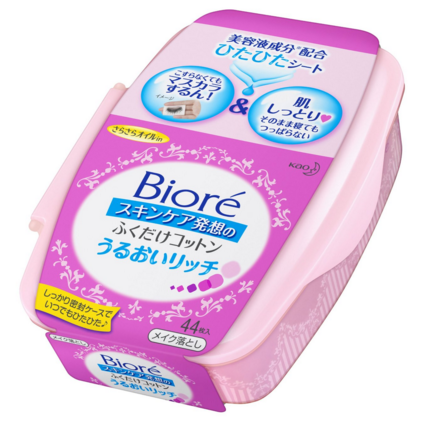 美容液成分*配合
ひたひたシート
こすらなくても
マスカラ
するん!
&
肌
しっとり♥
そのまま寝ても
つっぱらない
さらさらオイルin
Kao
Bioré
スキンケア発想の
ふくだけコットン
うるおいリッチ
しっかり密封ケースで
いつでもひたひた♪
44枚入
メイク落とし
Bioré
スキンケア発想の
ふくだけコットン
うるおいリッチ